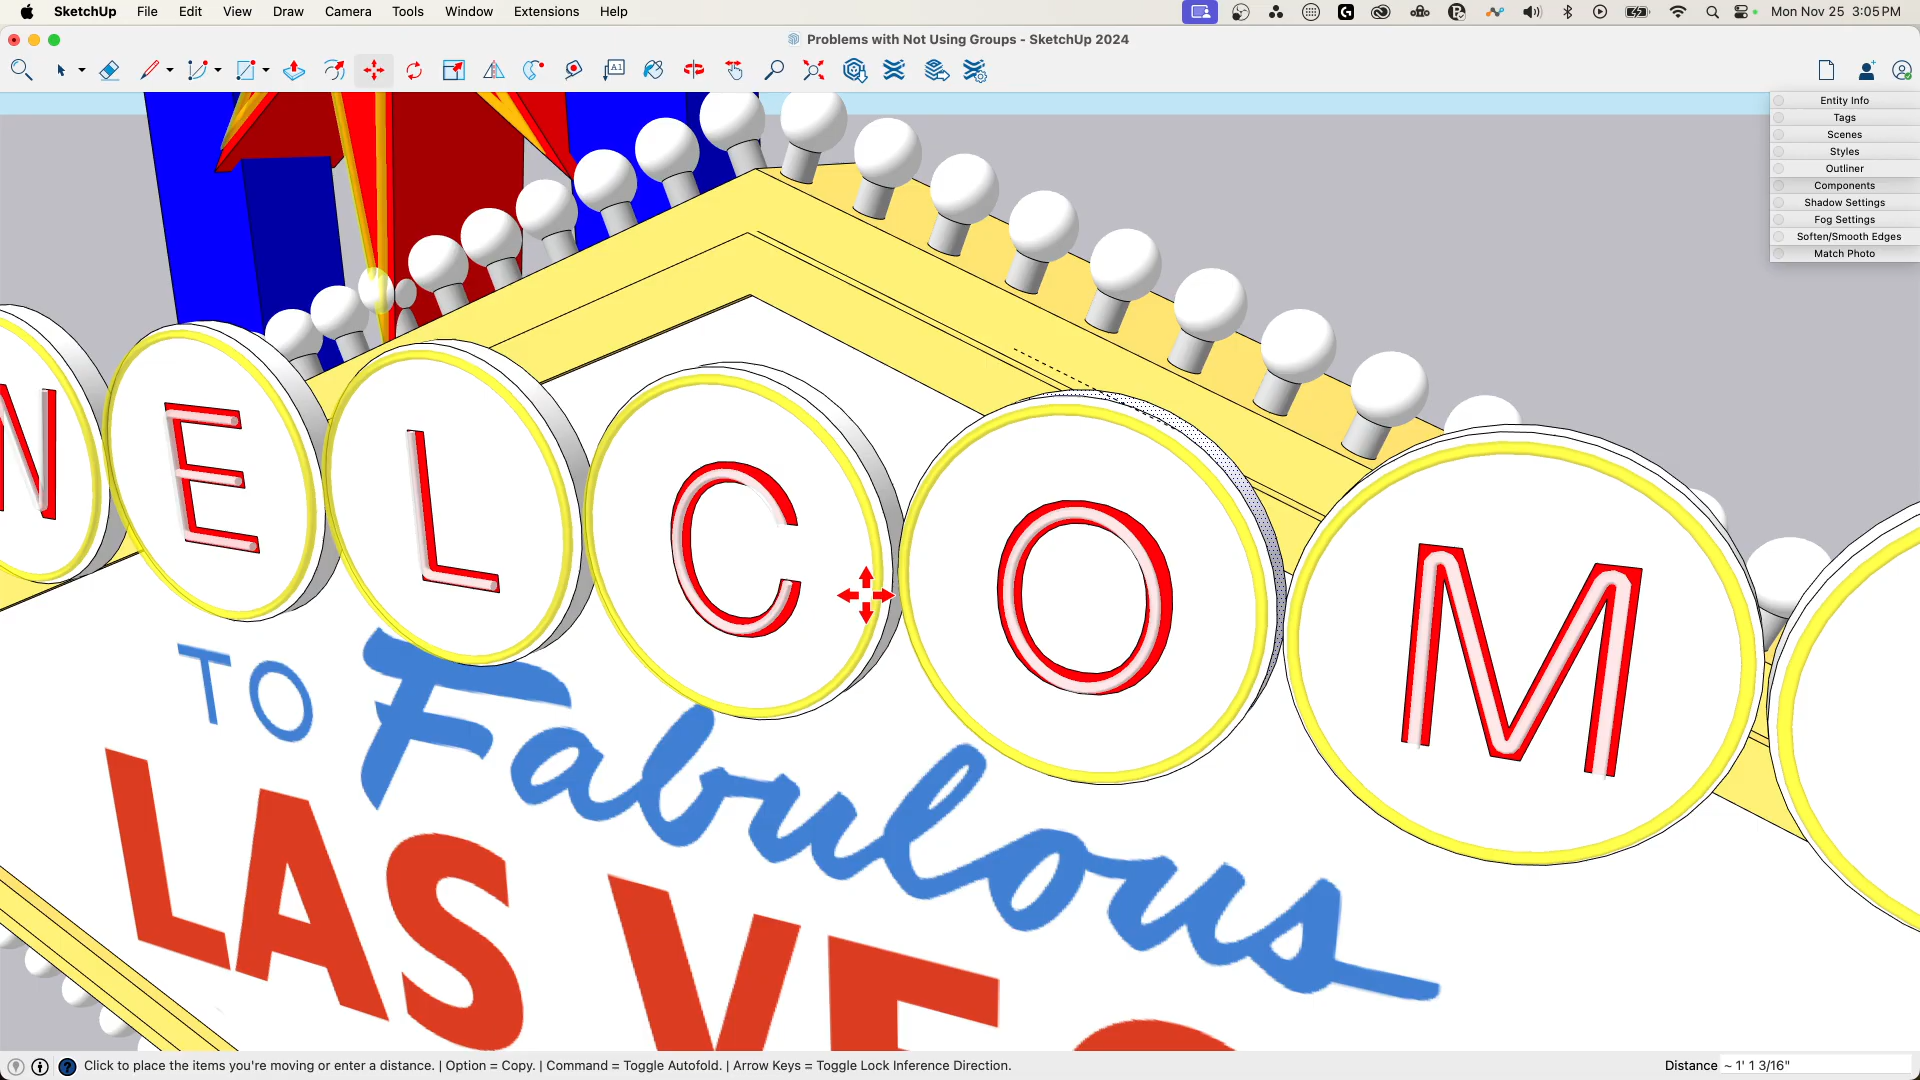 SketchUp File Edit View Draw Camera Tools Window Extensions Help Mon Nov 25 3:05 PM
Problems with Not Using Groups - SketchUp 2024
A1
Entity Info
Tags
Scenes
Styles
Outliner
Components
Shadow Settings
Fog Settings
Soften/Smooth Edges
Match Photo
E L C O M
TO Fabulous
LAS VE
Click to place the items you're moving or enter a distance. | Option = Copy. | Command = Toggle Autofold. | Arrow Keys = Toggle Lock Inference Direction. Distance ~ 1' 1 3/16"